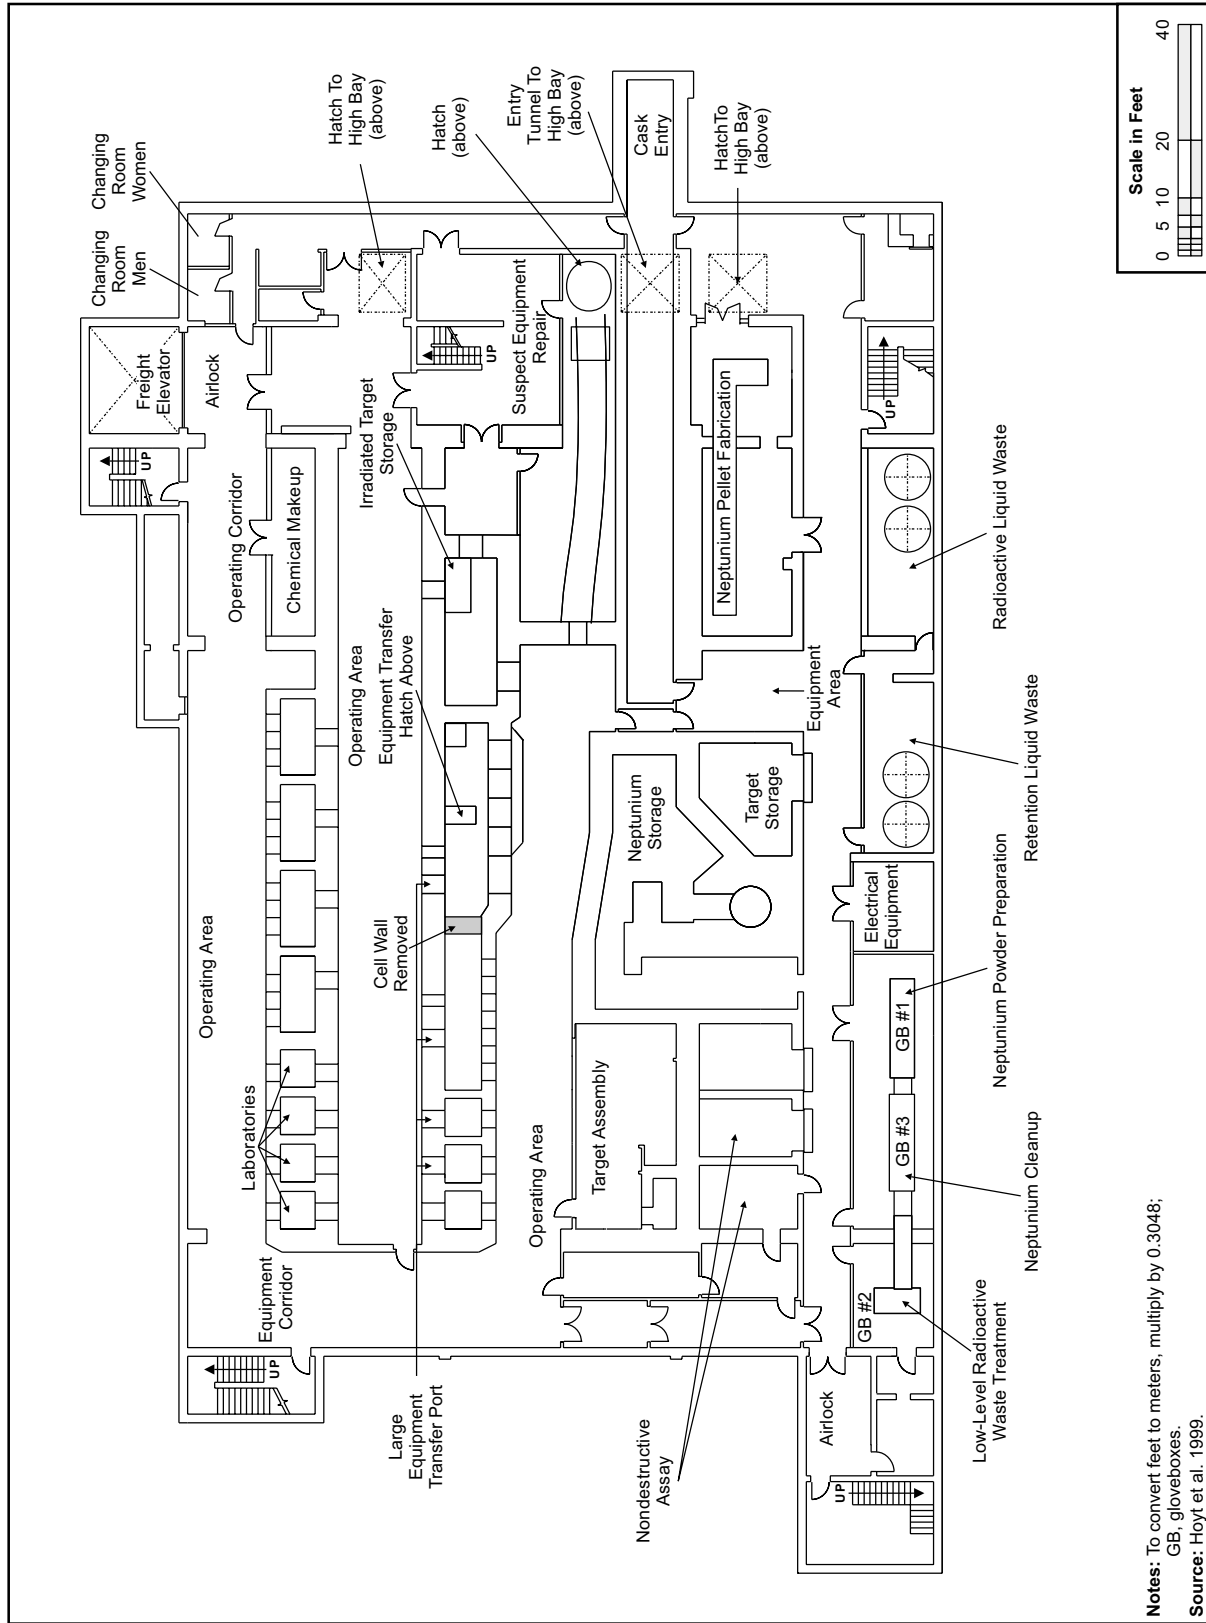 Changing
Room
Women
Changing
Room
Men
Hatch To
High Bay
(above)
Hatch
(above)
Entry
Tunnel To
High Bay
(above)
Cask
Entry
HatchTo
High Bay
(above)
Freight
Elevator
Airlock
UP
Suspect Equipment
Repair
UP
UP
Operating Corridor
Chemical Makeup
Irradiated Target
Storage
Neptunium Pellet Fabrication
Radioactive Liquid Waste
Operating Area
Equipment Transfer
Hatch Above
Equipment
Area
Retention Liquid Waste
Operating Area
Cell Wall
Removed
Neptunium
Storage
Target
Storage
Electrical
Equipment
Laboratories
Target Assembly
GB #1
Neptunium Powder Preparation
GB #3
Neptunium Cleanup
Operating Area
Equipment
Corridor
UP
Large
Equipment
Transfer Port
Nondestructive
Assay
GB #2
Low-Level Radioactive
Waste Treatment
Airlock
UP
Scale in Feet
0 5 10 20 40
Notes: To convert feet to meters, multiply by 0.3048;
GB, gloveboxes.
Source: Hoyt et al. 1999.